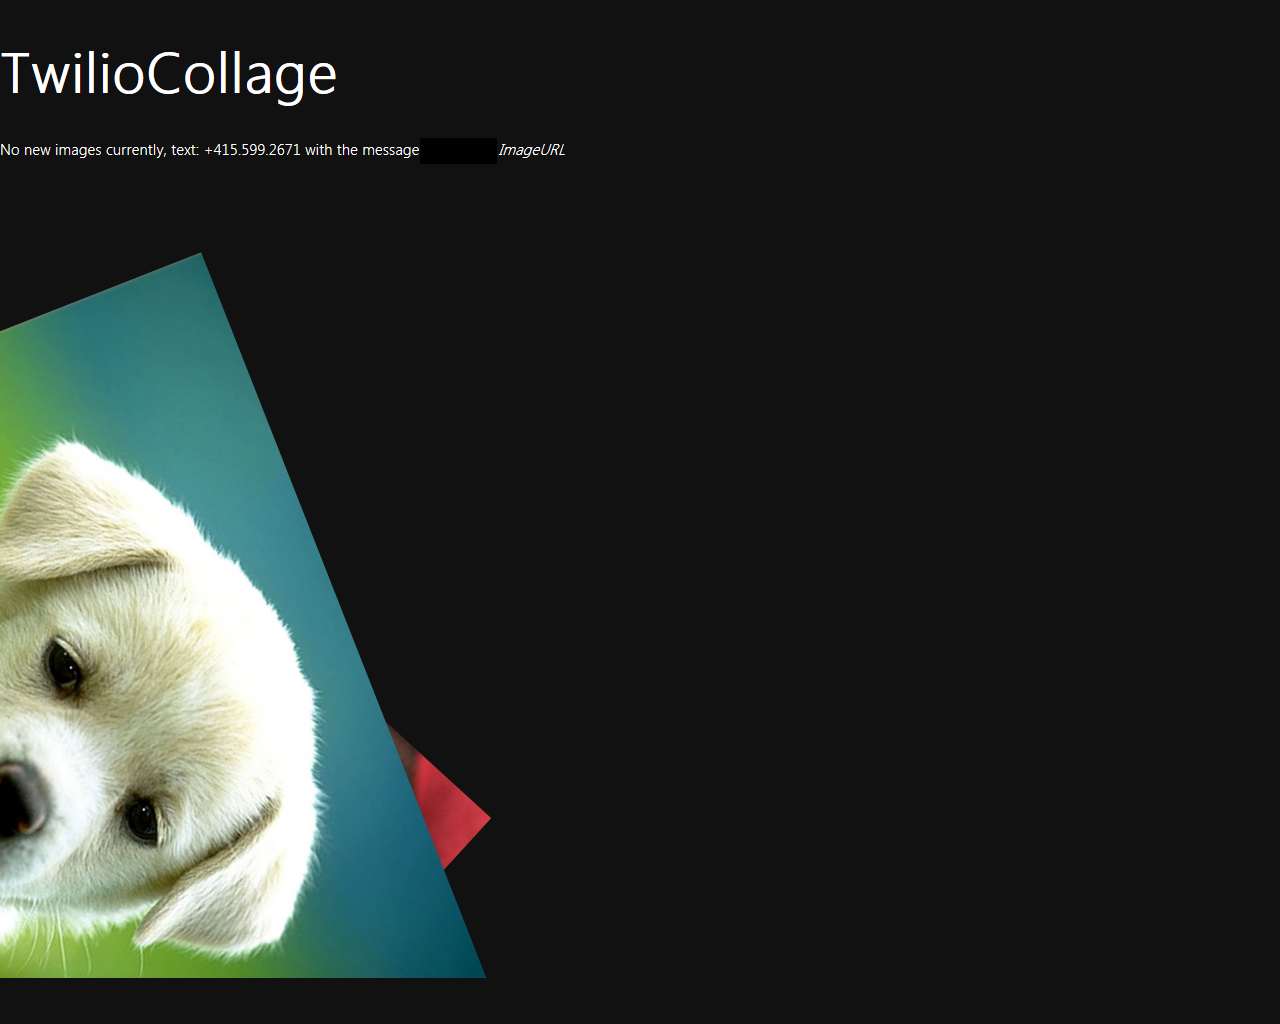 TwilioCollage
No new images currently, text: +415.599.2671 with the message ImageURL